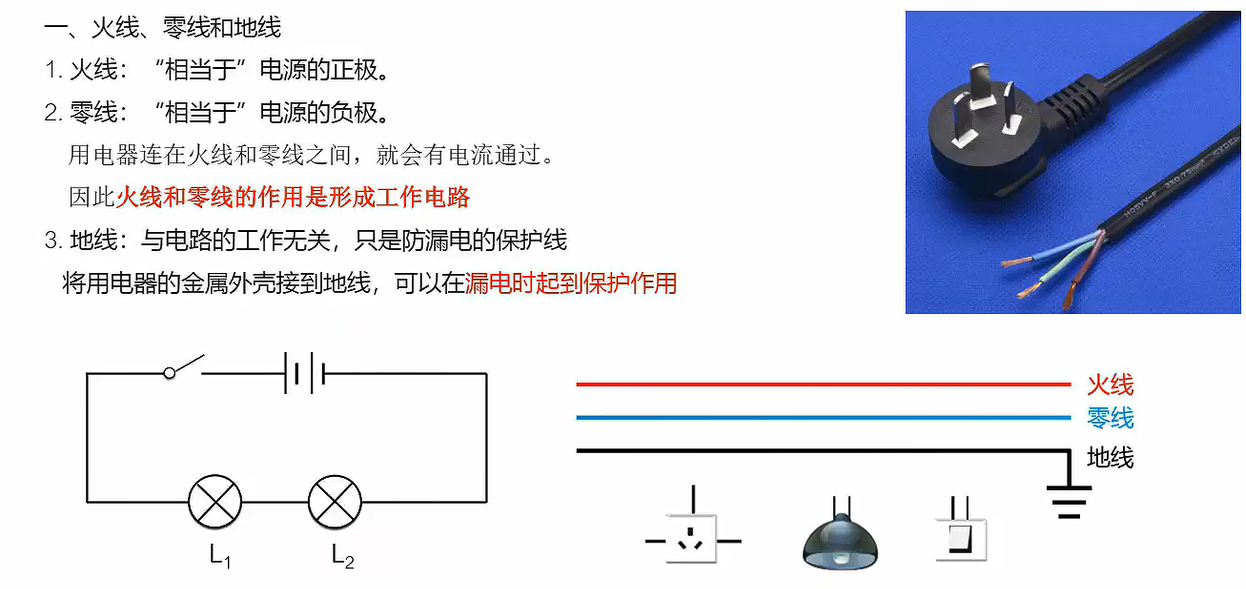 一、火线、零线和地线
1. 火线：“相当于”电源的正极。
2. 零线：“相当于”电源的负极。
用电器连在火线和零线之间，就会有电流通过。
因此火线和零线的作用是形成工作电路
3. 地线：与电路的工作无关，只是防漏电的保护线
将用电器的金属外壳接到地线，可以在漏电时起到保护作用
火线
零线
地线
L1
L2